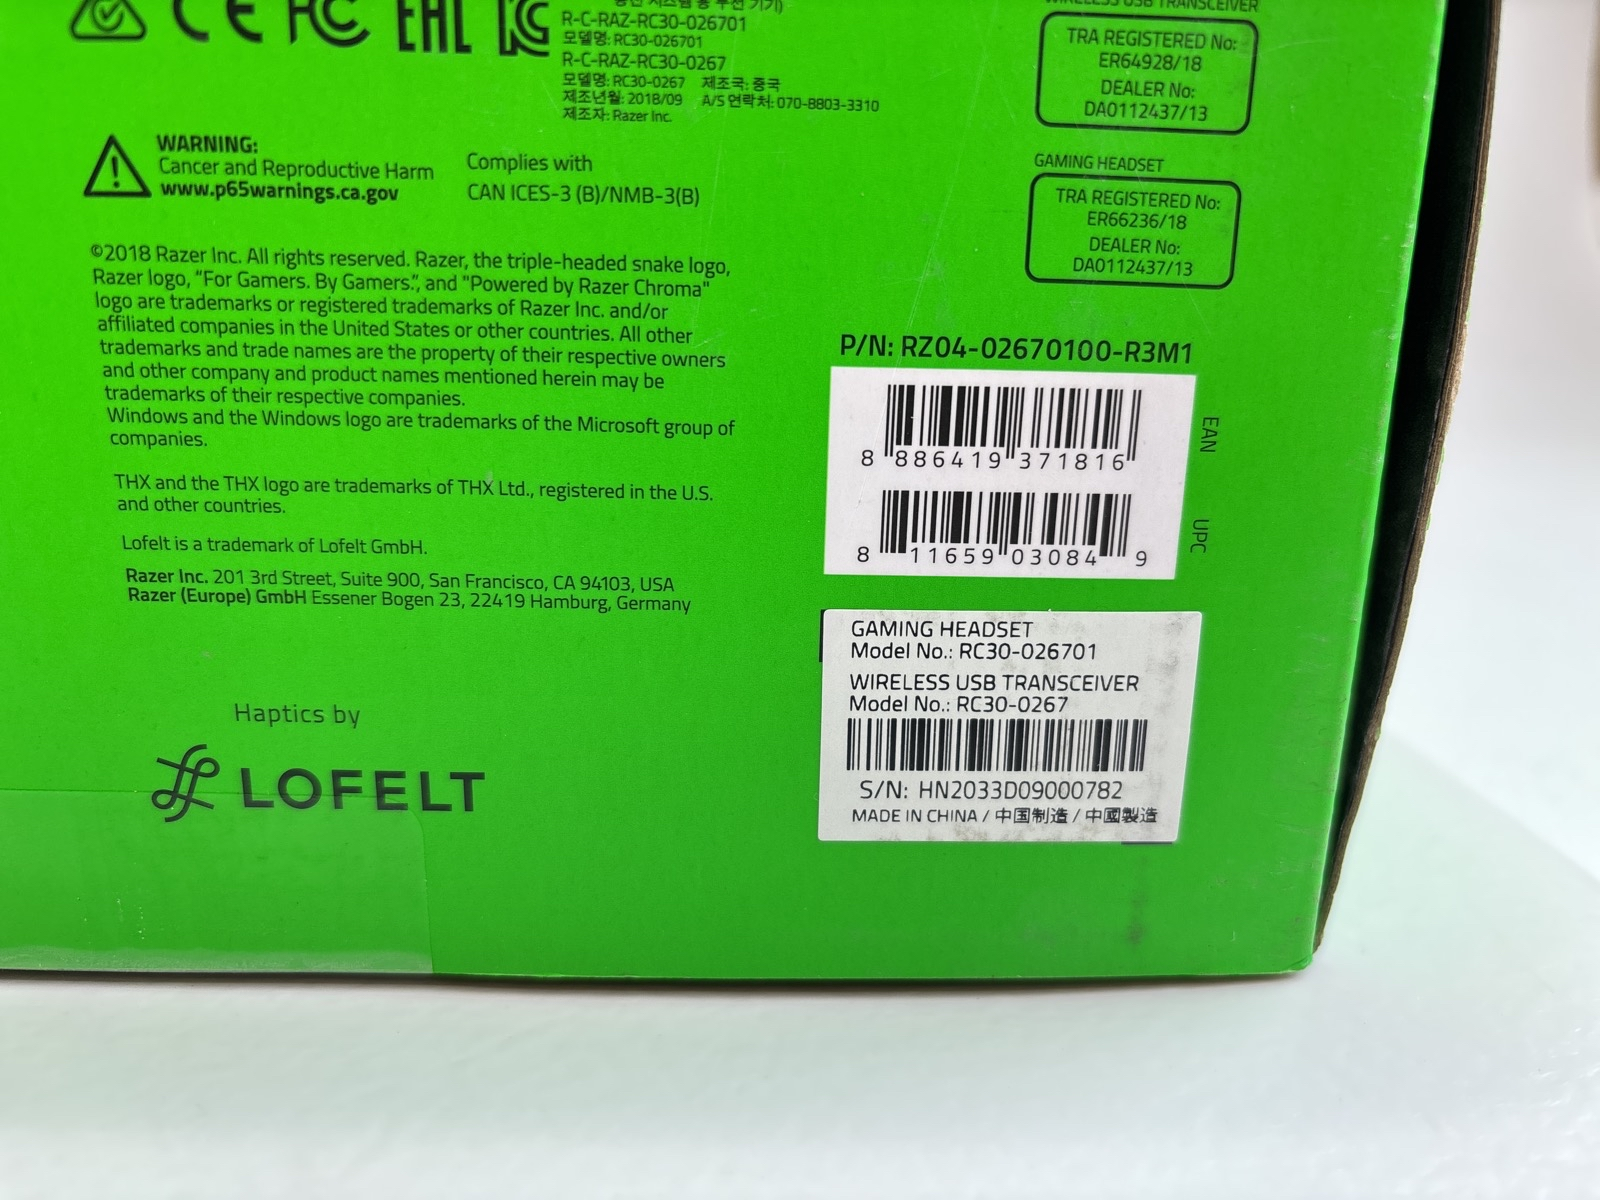 CE FC EAC
R-C-RAZ-RC30-026701
모델명: RC30-026701
R-C-RAZ-RC30-0267
모델명: RC30-0267 제조국: 중국
제조년월: 2018/09 A/S 연락처: 070-8803-3310
제조자: Razer Inc.
WARNING:
Cancer and Reproductive Harm
www.p65warnings.ca.gov
Complies with
CAN ICES-3 (B)/NMB-3(B)
©2018 Razer Inc. All rights reserved. Razer, the triple-headed snake logo,
Razer logo, "For Gamers. By Gamers.", and "Powered by Razer Chroma"
logo are trademarks or registered trademarks of Razer Inc. and/or
affiliated companies in the United States or other countries. All other
trademarks and trade names are the property of their respective owners
and other company and product names mentioned herein may be
trademarks of their respective companies.
Windows and the Windows logo are trademarks of the Microsoft group of
companies.
THX and the THX logo are trademarks of THX Ltd., registered in the U.S.
and other countries.
Lofelt is a trademark of Lofelt GmbH.
Razer Inc. 201 3rd Street, Suite 900, San Francisco, CA 94103, USA
Razer (Europe) GmbH Essener Bogen 23, 22419 Hamburg, Germany
Haptics by
LOFELT
WIRELESS USB TRANSCEIVER
TRA REGISTERED No:
ER64928/18
DEALER No:
DA0112437/13
GAMING HEADSET
TRA REGISTERED No:
ER66236/18
DEALER No:
DA0112437/13
P/N: RZ04-02670100-R3M1
8 886419 371816
EAN
8 11659 03084 9
UPC
GAMING HEADSET
Model No.: RC30-026701
WIRELESS USB TRANSCEIVER
Model No.: RC30-0267
S/N: HN2033D09000782
MADE IN CHINA / 中国制造 / 中國製造